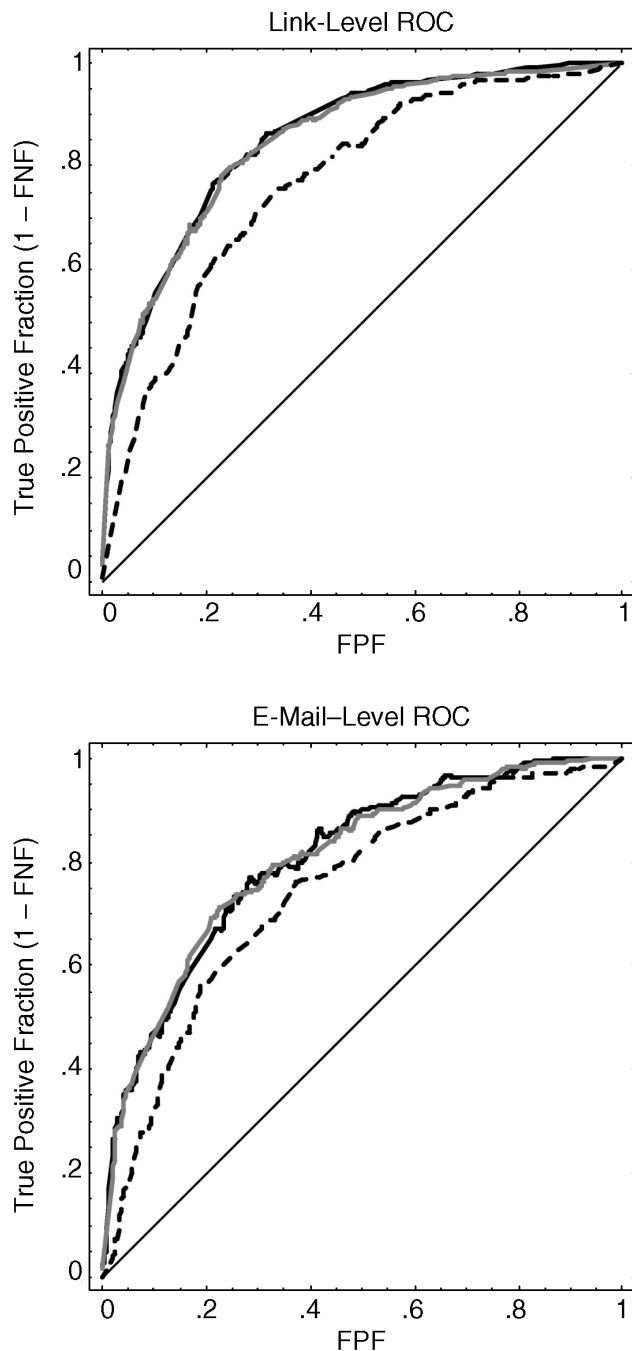 Link-Level ROC
1
.8
.6
.4
.2
0
True Positive Fraction (1 – FNF)
0 .2 .4 .6 .8 1
FPF
E-Mail–Level ROC
1
.8
.6
.4
.2
0
True Positive Fraction (1 – FNF)
0 .2 .4 .6 .8 1
FPF